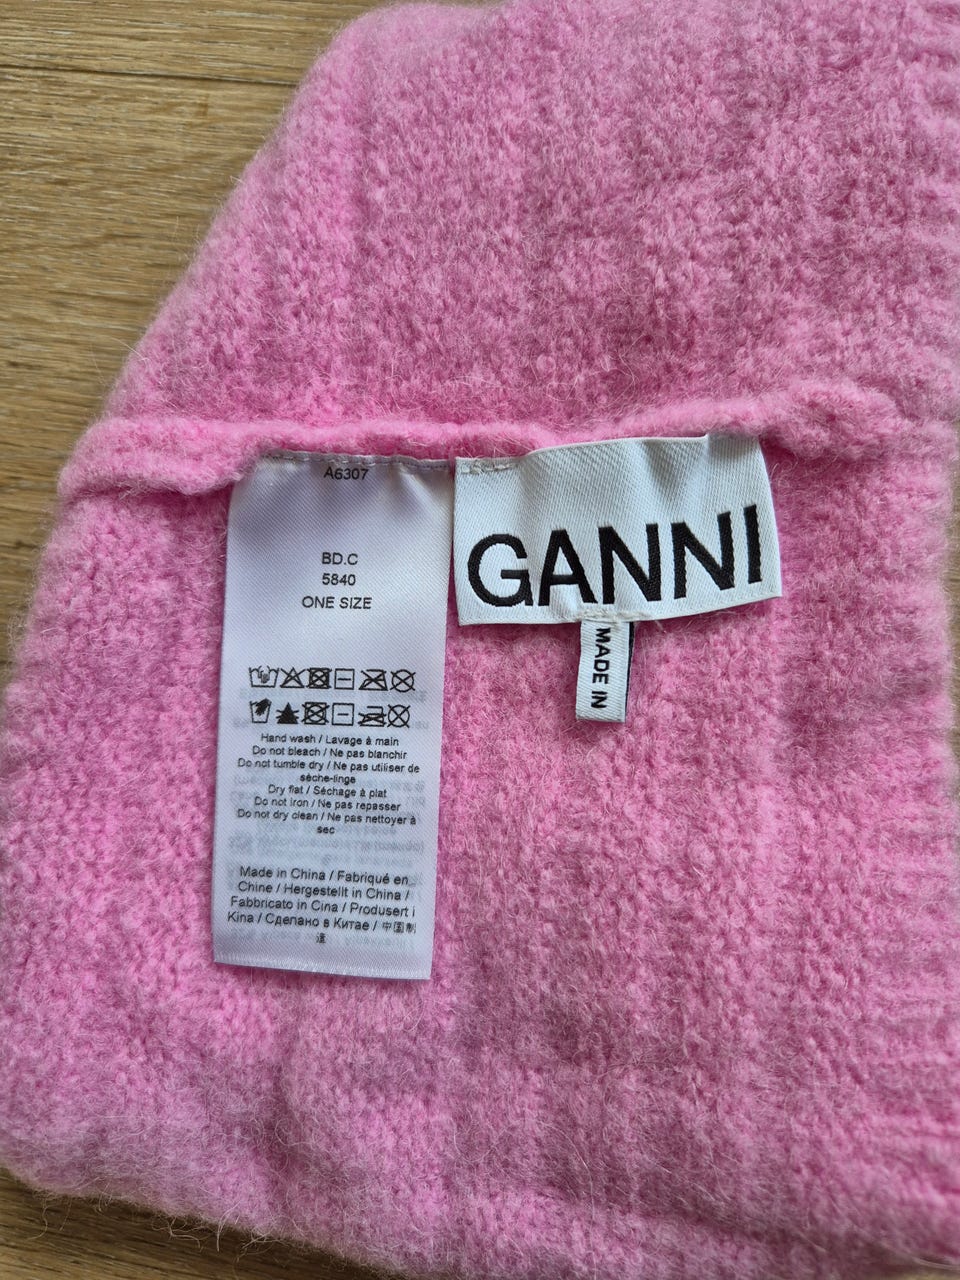 A6307
BD.C
5840
ONE SIZE
Hand wash / Lavage à main
Do not bleach / Ne pas blanchir
Do not tumble dry / Ne pas utiliser de
sèche-linge
Dry flat / Séchage à plat
Do not iron / Ne pas repasser
Do not dry clean / Ne pas nettoyer à
sec
Made in China / Fabriqué en
Chine / Hergestellt in China /
Fabbricato in Cina / Produsert i
Kina / Сделано в Китае / 中国制
造
GANNI
MADE IN